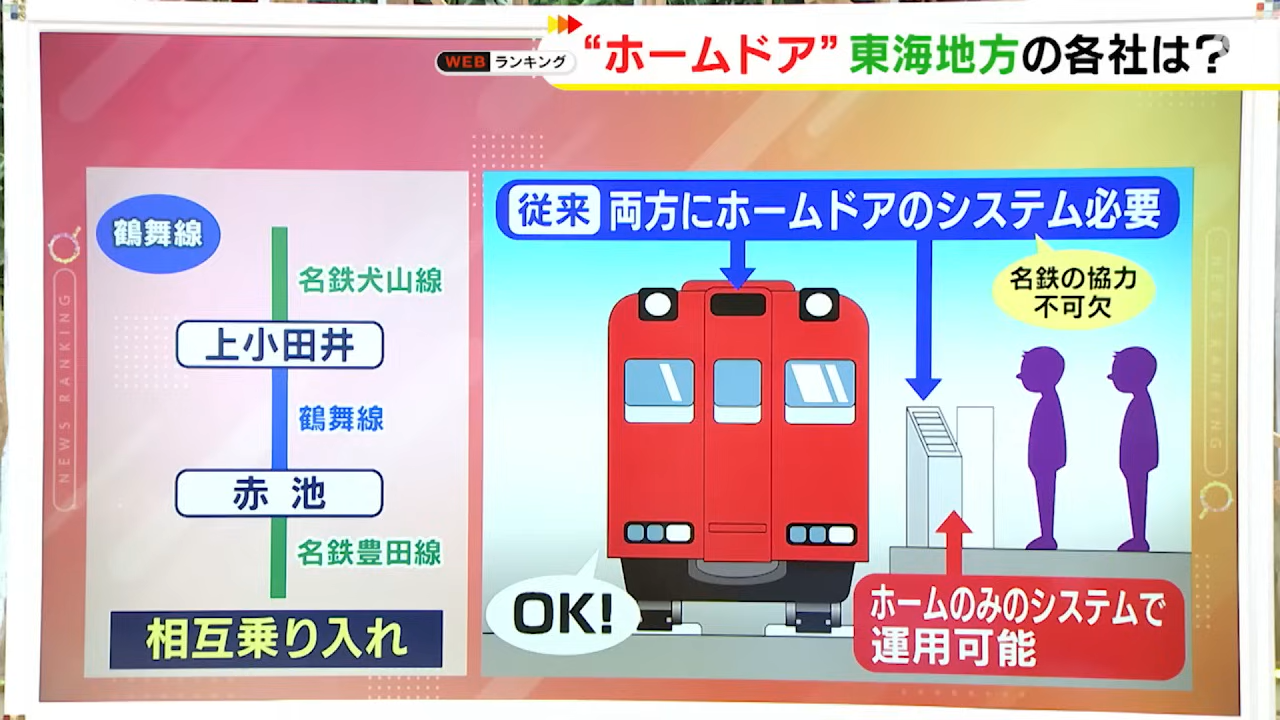 WEB ランキング
“ホームドア”東海地方の各社は?
鶴舞線
名鉄犬山線
上小田井
鶴舞線
赤池
名鉄豊田線
相互乗り入れ
従来 両方にホームドアのシステム必要
名鉄の協力
不可欠
OK!
ホームのみのシステムで
運用可能
NEWS RANKING
NEWS RANKING